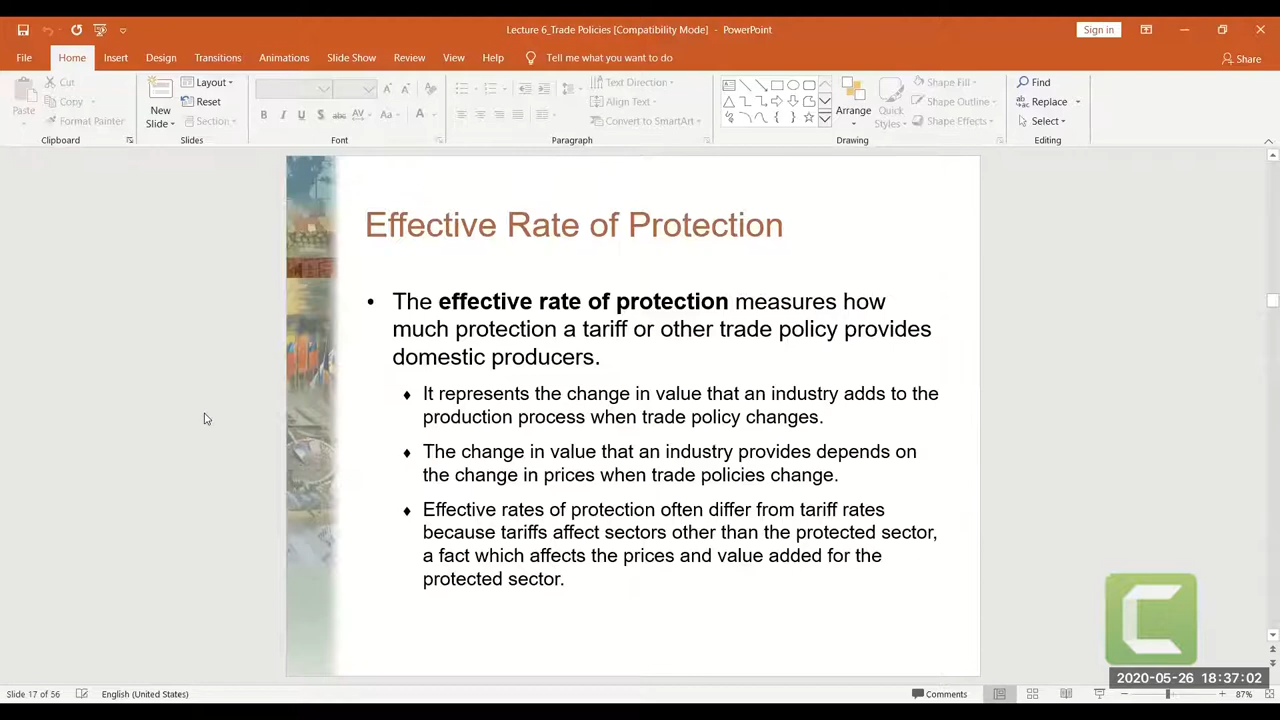 Lecture 6_Trade Policies [Compatibility Mode] - PowerPoint
Sign in
File Home Insert Design Transitions Animations Slide Show Review View Help Tell me what you want to do
Share
Paste
Cut
Copy
Format Painter
Clipboard
New
Slide
Layout
Reset
Section
Slides
B I U S abc AV Aa A
Font
Text Direction
Align Text
Convert to SmartArt
Paragraph
Arrange
Quick
Styles
Shape Fill
Shape Outline
Shape Effects
Drawing
Find
Replace
Select
Editing
Effective Rate of Protection
• The effective rate of protection measures how
much protection a tariff or other trade policy provides
domestic producers.
♦ It represents the change in value that an industry adds to the
production process when trade policy changes.
♦ The change in value that an industry provides depends on
the change in prices when trade policies change.
♦ Effective rates of protection often differ from tariff rates
because tariffs affect sectors other than the protected sector,
a fact which affects the prices and value added for the
protected sector.
2020-05-26 18:37:02
Slide 17 of 56 English (United States) Comments 87%